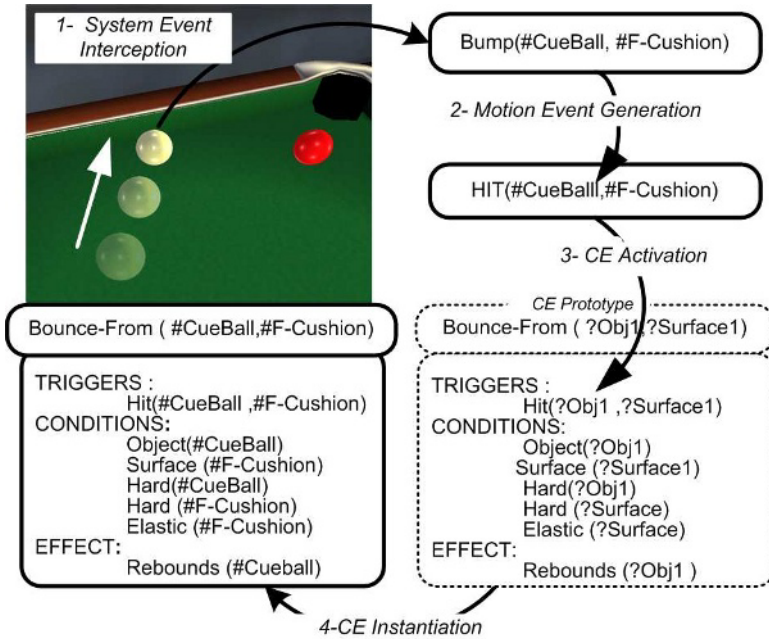 1- System Event
Interception
Bump(#CueBall, #F-Cushion)
2- Motion Event Generation
HIT(#CueBalll,#F-Cushion)
3- CE Activation
CE Prototype
Bounce-From ( ?Obj1,?Surface1)
TRIGGERS :
Hit(?Obj1 ,?Surface1)
CONDITIONS:
Object(?Obj1)
Surface (?Surface1)
Hard(?Obj1)
Hard (?Surface)
Elastic (?Surface)
EFFECT:
Rebounds (?Obj1 )
4-CE Instantiation
Bounce-From ( #CueBall,#F-Cushion)
TRIGGERS :
Hit(#CueBall ,#F-Cushion)
CONDITIONS:
Object(#CueBall)
Surface (#F-Cushion)
Hard(#CueBall)
Hard (#F-Cushion)
Elastic (#F-Cushion)
EFFECT:
Rebounds (#Cueball)